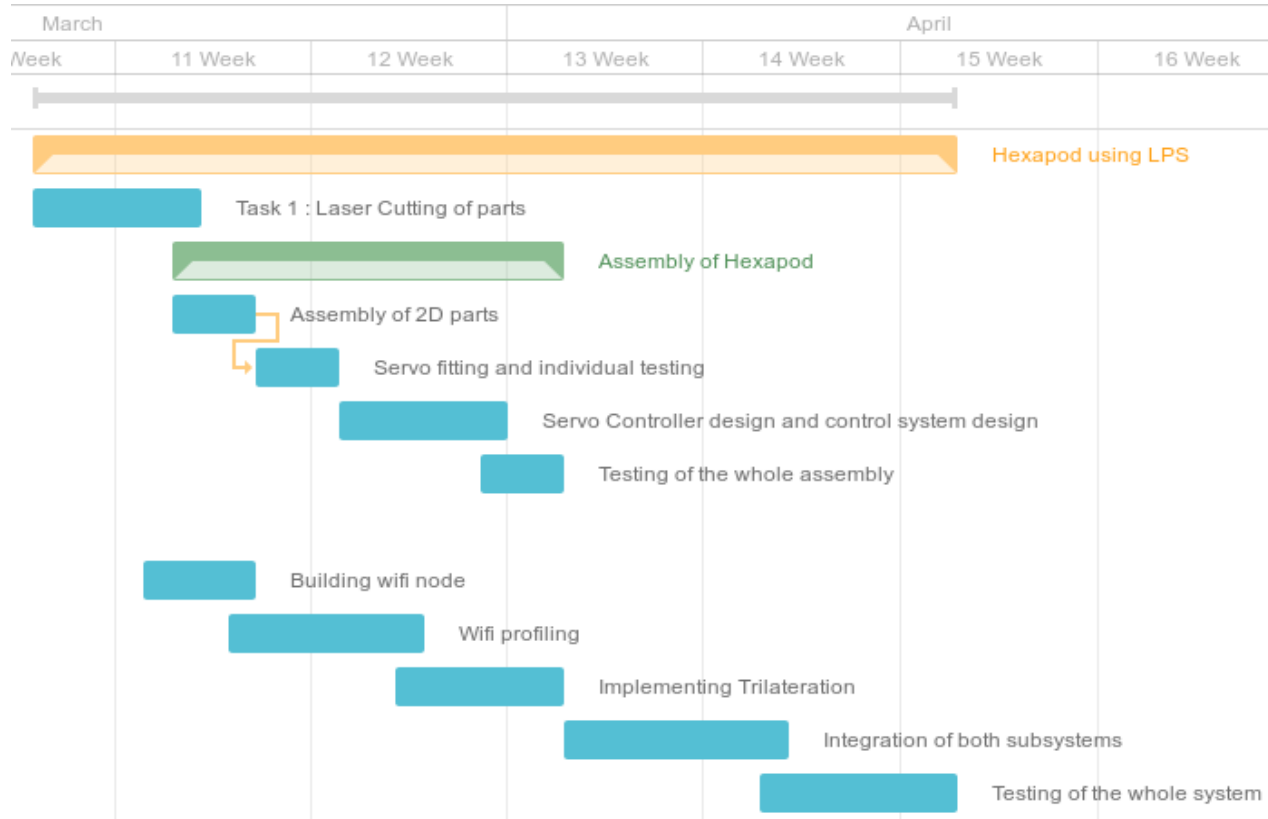 March April
Week 11 Week 12 Week 13 Week 14 Week 15 Week 16 Week
Hexapod using LPS
Task 1 : Laser Cutting of parts
Assembly of Hexapod
Assembly of 2D parts
Servo fitting and individual testing
Servo Controller design and control system design
Testing of the whole assembly
Building wifi node
Wifi profiling
Implementing Trilateration
Integration of both subsystems
Testing of the whole system